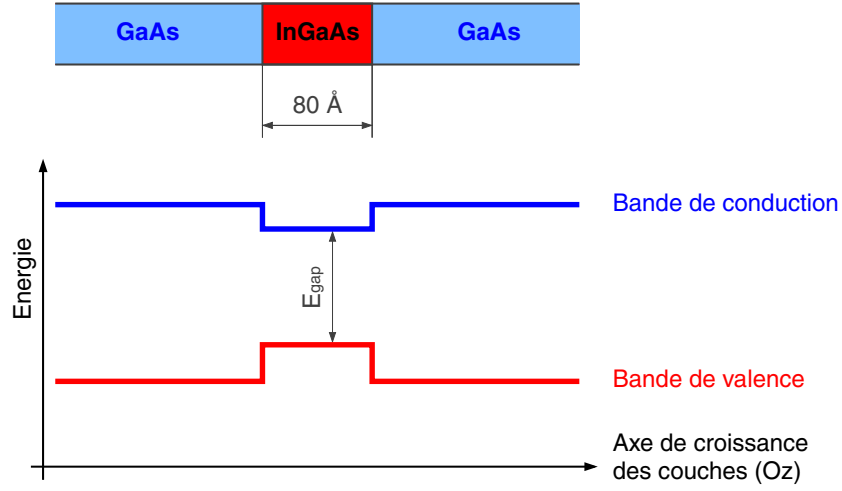 GaAs InGaAs GaAs
80 Å
Bande de conduction
Energie
Egap
Bande de valence
Axe de croissance
des couches (Oz)